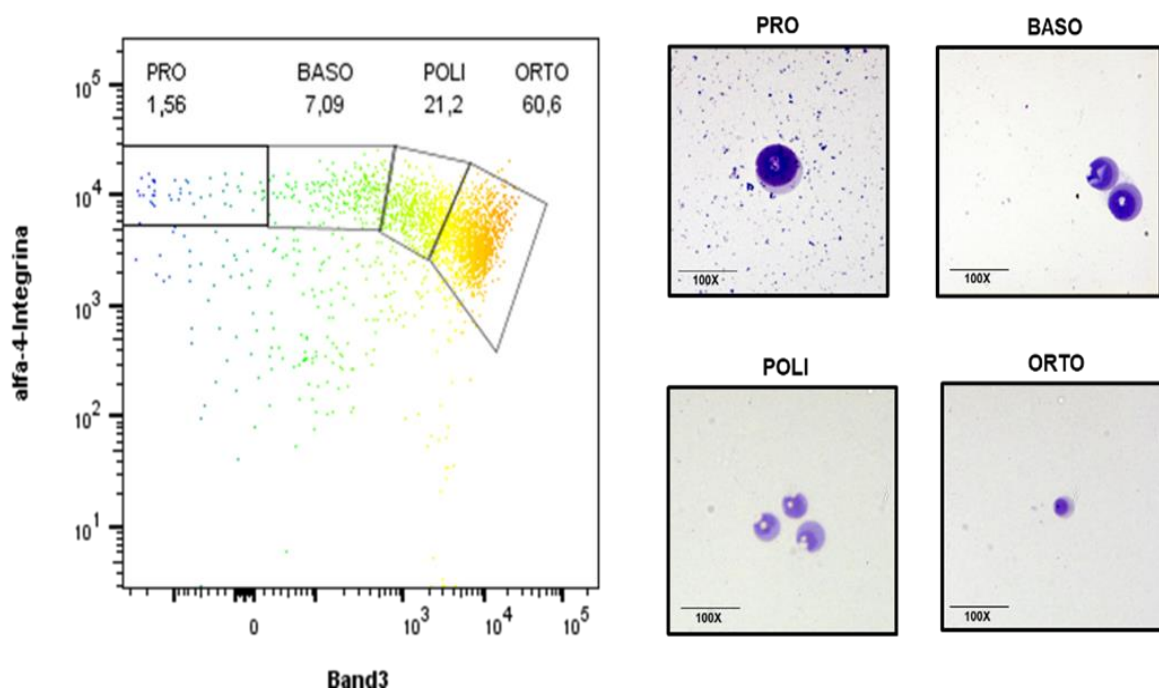 PRO BASO POLI ORTO
1,56 7,09 21,2 60,6
10^5
10^4
10^3
10^2
10^1
alfa-4-Integrina
0 10^3 10^4 10^5
Band3
PRO
100X
BASO
100X
POLI
100X
ORTO
100X